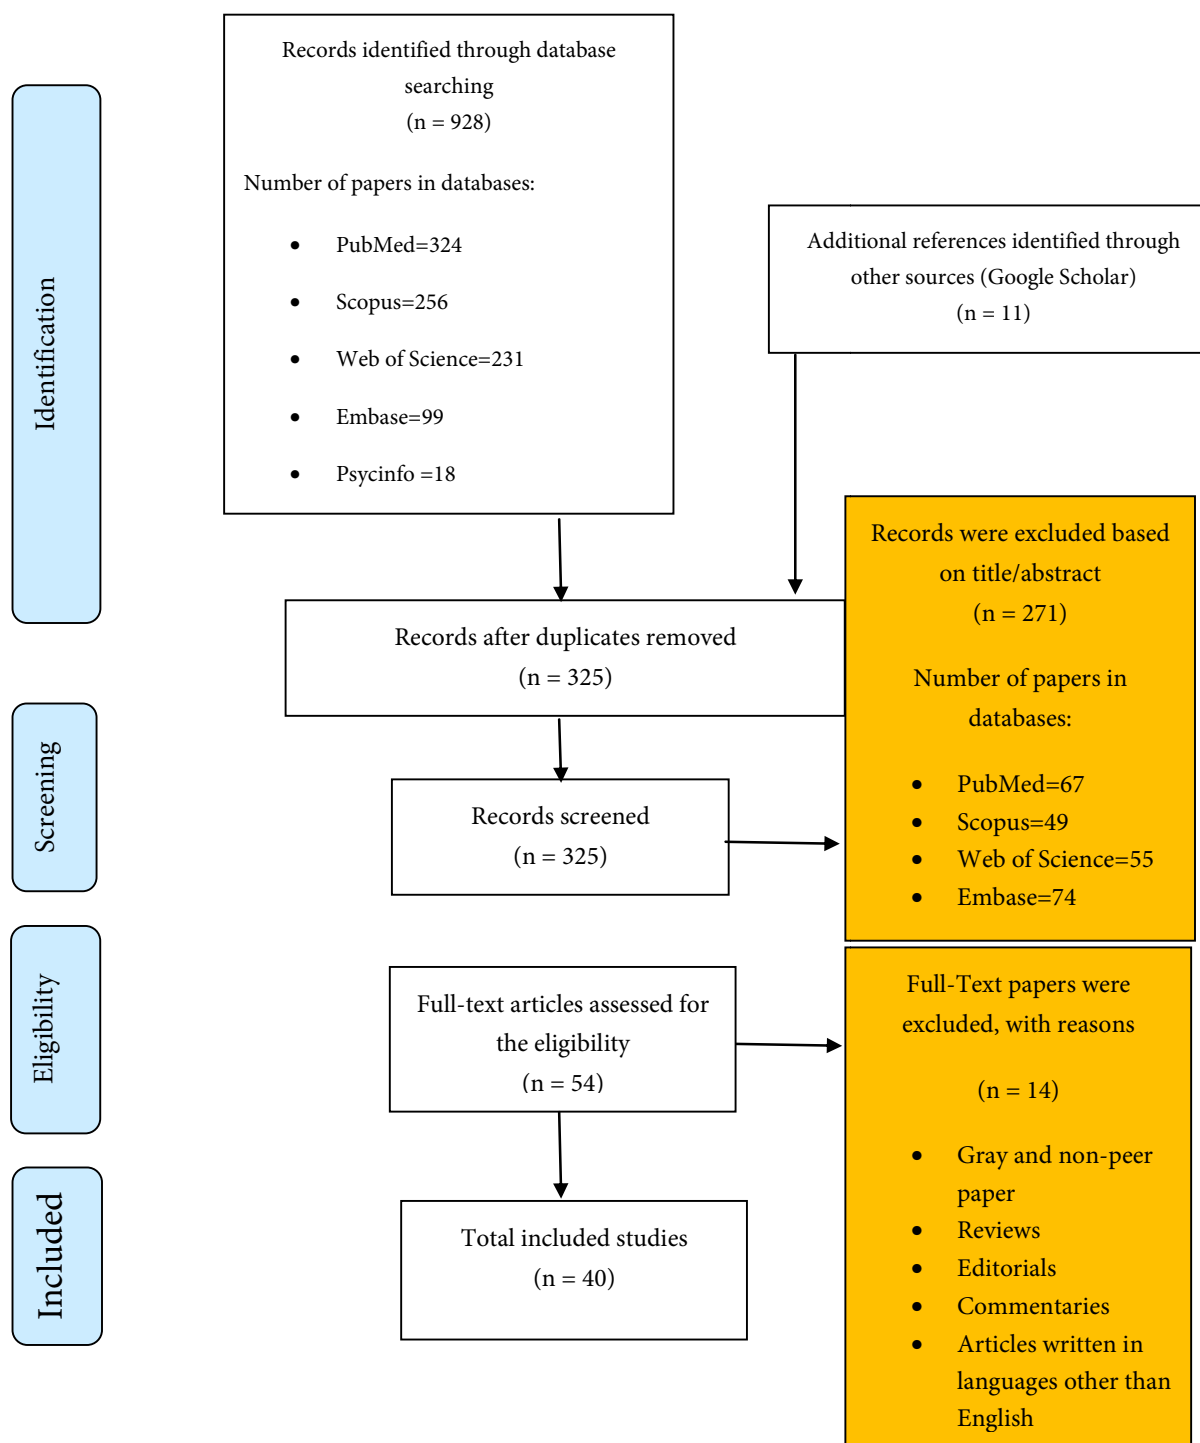 Records identified through database
searching
(n = 928)
Number of papers in databases:
• PubMed=324
• Scopus=256
• Web of Science=231
• Embase=99
• Psycinfo =18
Additional references identified through
other sources (Google Scholar)
(n = 11)
Identification
Records were excluded based
on title/abstract
(n = 271)
Number of papers in
databases:
• PubMed=67
• Scopus=49
• Web of Science=55
• Embase=74
Records after duplicates removed
(n = 325)
Screening
Records screened
(n = 325)
Eligibility
Full-text articles assessed for
the eligibility
(n = 54)
Full-Text papers were
excluded, with reasons
(n = 14)
• Gray and non-peer
paper
• Reviews
• Editorials
• Commentaries
• Articles written in
languages other than
English
Included
Total included studies
(n = 40)